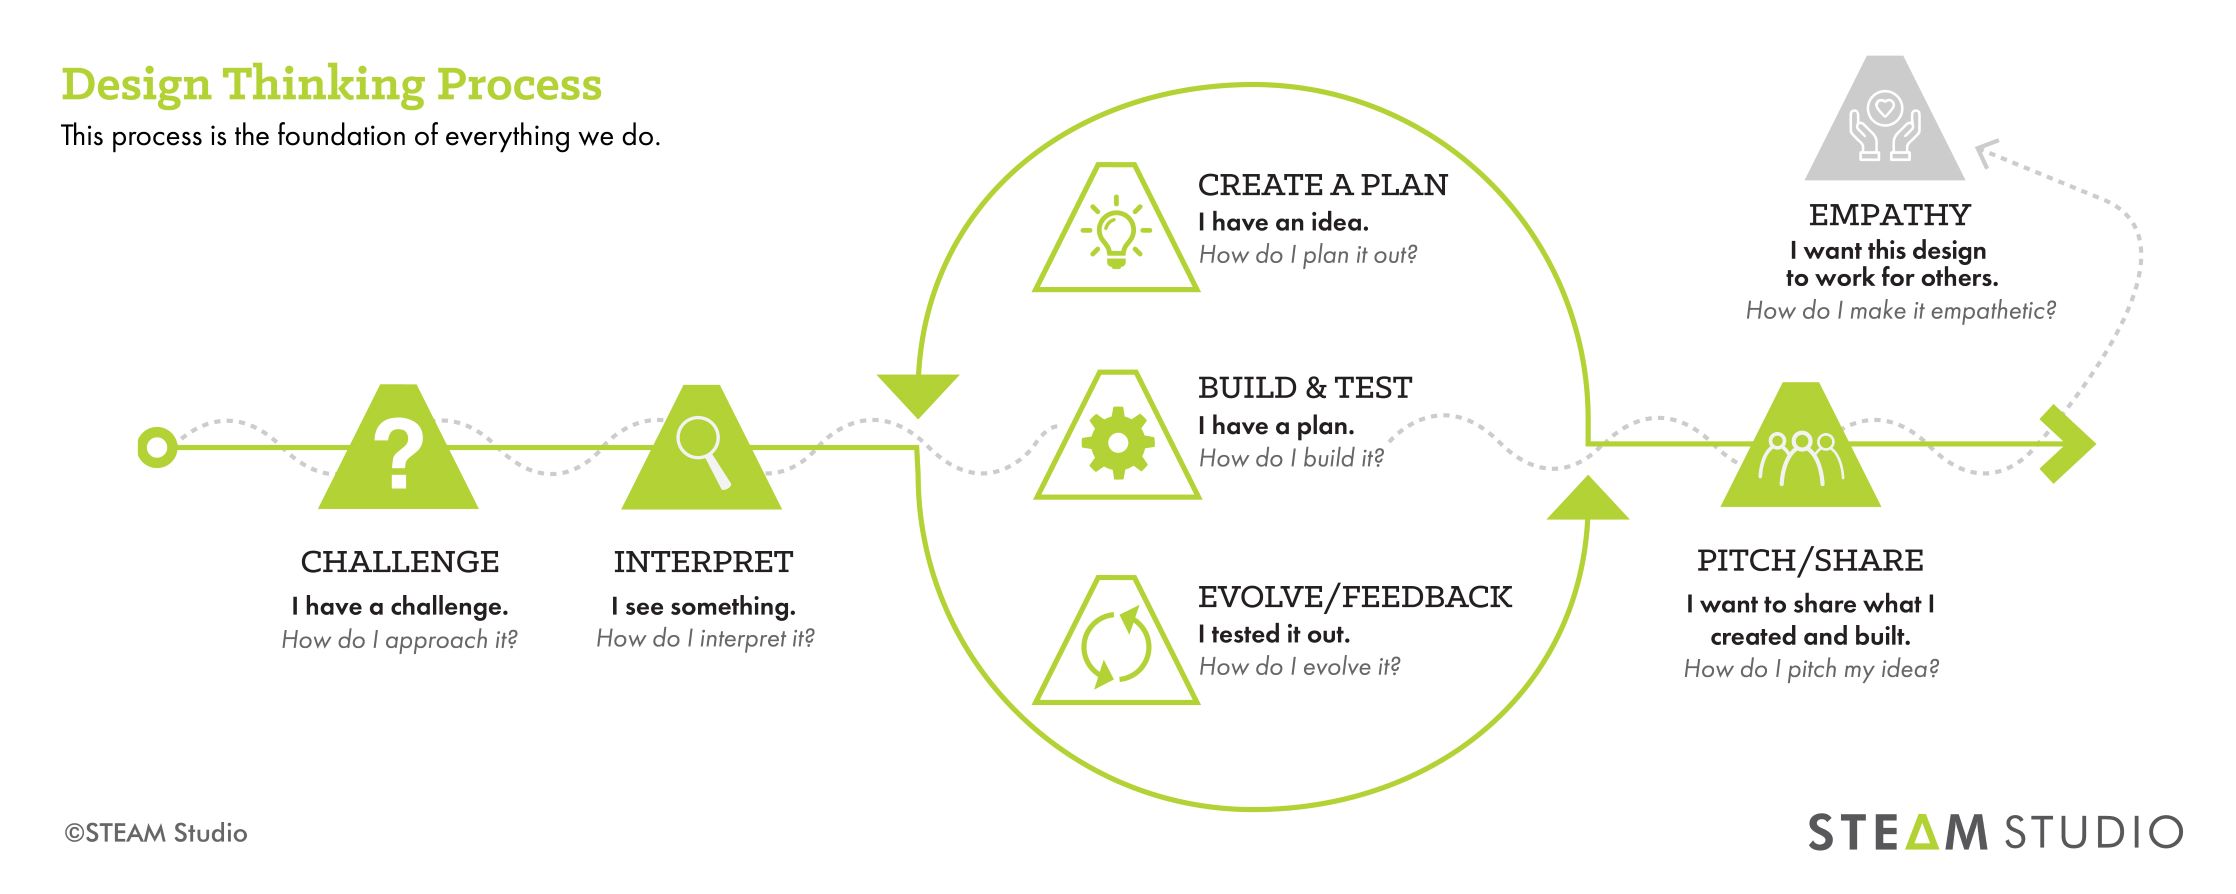 Design Thinking Process
This process is the foundation of everything we do.
CHALLENGE
I have a challenge.
How do I approach it?
INTERPRET
I see something.
How do I interpret it?
CREATE A PLAN
I have an idea.
How do I plan it out?
BUILD & TEST
I have a plan.
How do I build it?
EVOLVE/FEEDBACK
I tested it out.
How do I evolve it?
PITCH/SHARE
I want to share what I
created and built.
How do I pitch my idea?
EMPATHY
I want this design
to work for others.
How do I make it empathetic?
©STEAM Studio
STEAM STUDIO